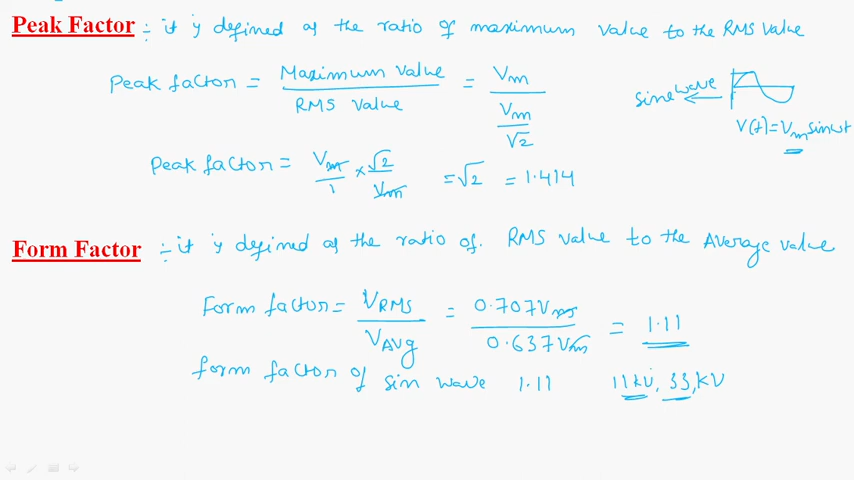 Peak Factor ÷ it is defined as the ratio of maximum value to the RMS value
Peak factor = Maximum value / RMS value = Vm / (Vm / √2)
sine wave ←
V(t) = Vm sinωt
Peak factor = Vm / 1 × √2 / Vm = √2 = 1.414
Form Factor ÷ it is defined as the ratio of. RMS value to the Average value
Form factor = VRMS / VAvg = 0.707Vm / 0.637Vm = 1.11
form factor of sin wave 1.11 11kv, 33,kV